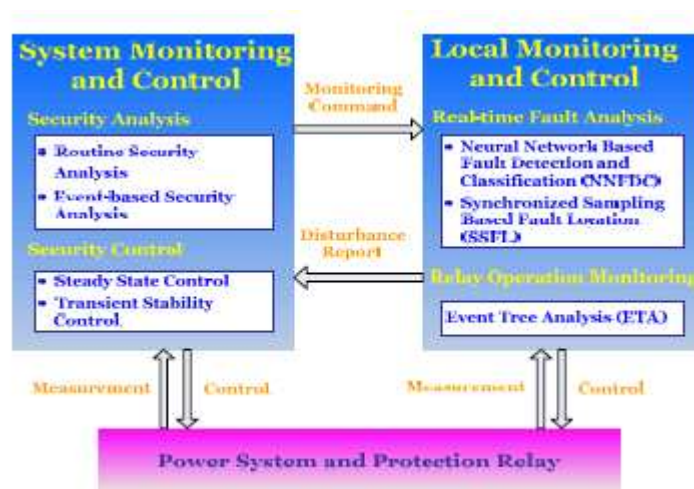 System Monitoring
and Control
Security Analysis
• Routine Security
Analysis
• Event-based Security
Analysis
Security Control
• Steady State Control
• Transient Stability
Control
Monitoring
Command
Disturbance
Report
Local Monitoring
and Control
Real-time Fault Analysis
• Neural Network Based
Fault Detection and
Classification (NNFDC)
• Synchronized Sampling
Based Fault Location
(SSFL)
Relay Operation Monitoring
Event Tree Analysis (ETA)
Measurement
Control
Measurement
Control
Power System and Protection Relay